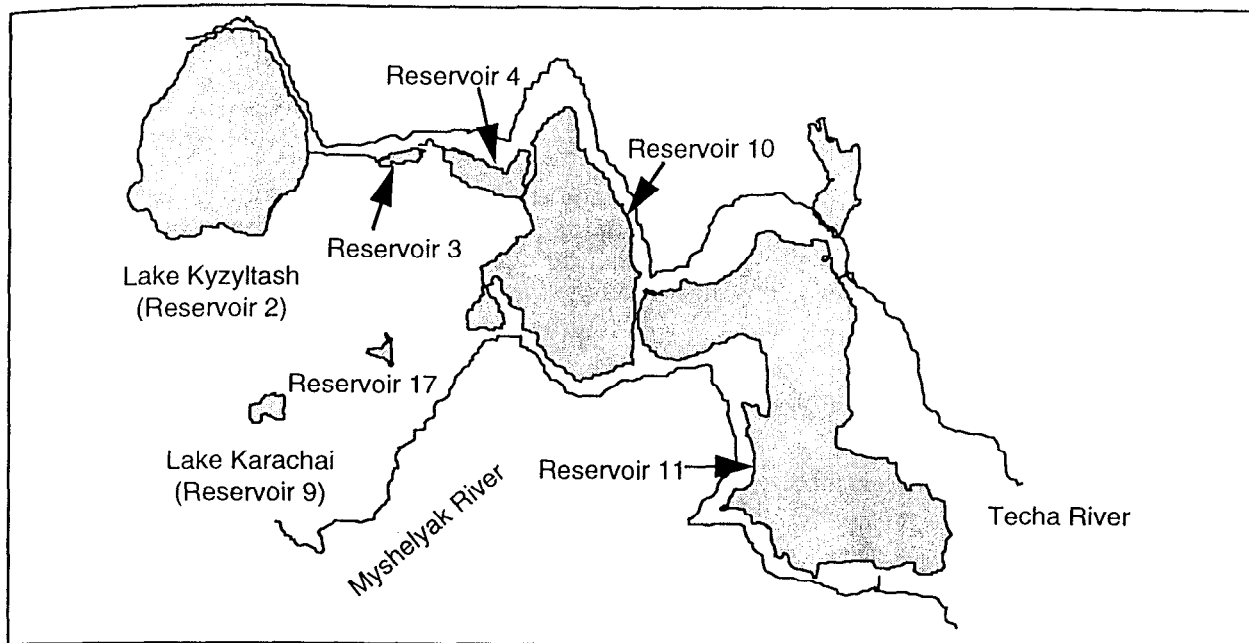 Reservoir 4
Reservoir 10
Reservoir 3
Lake Kyzyltash
(Reservoir 2)
Reservoir 17
Lake Karachai
(Reservoir 9)
Myshelyak River
Reservoir 11
Techa River